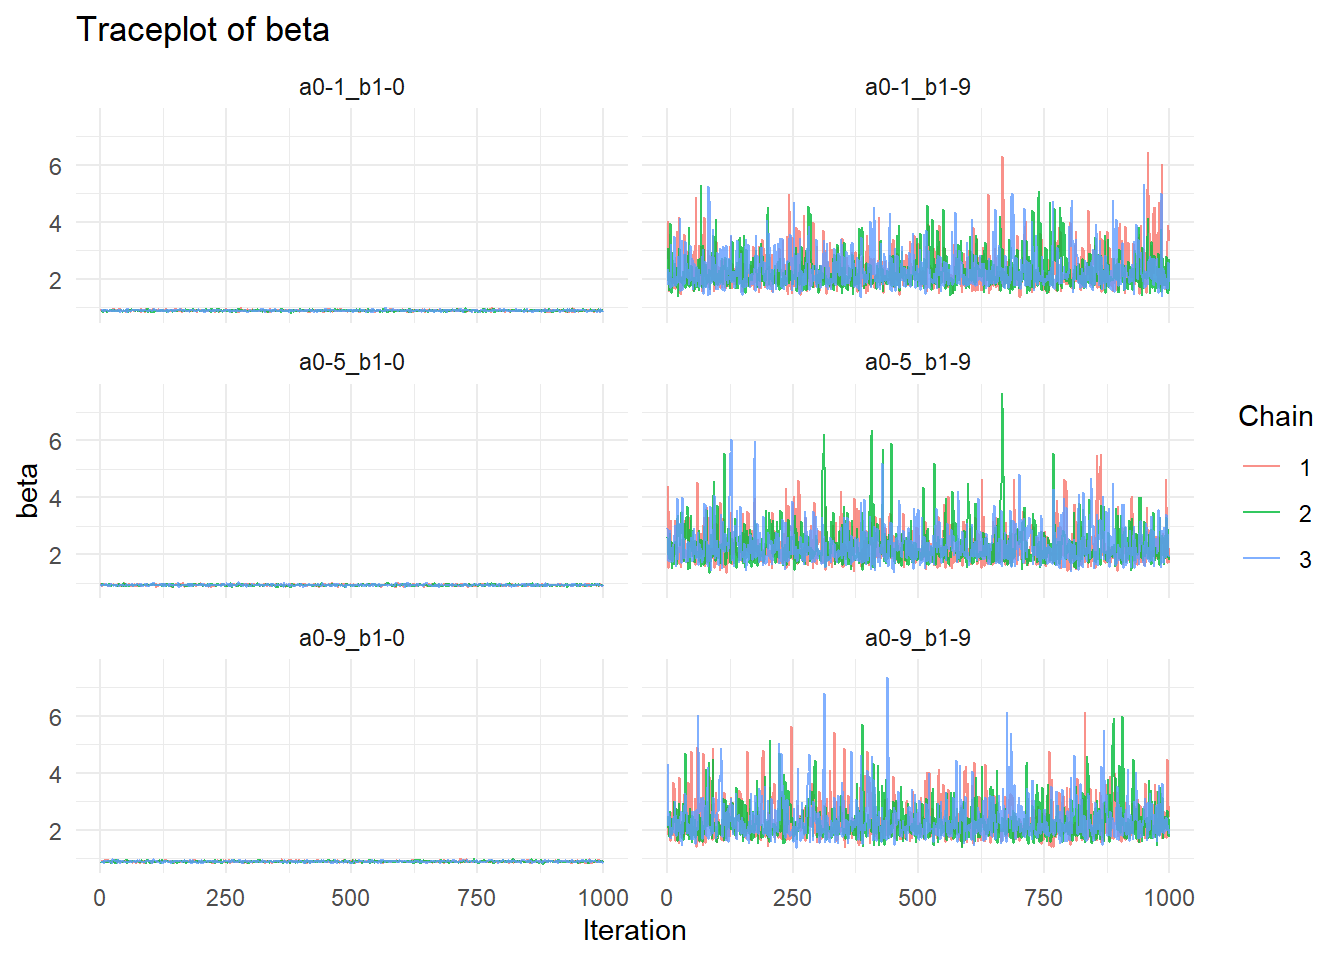 Traceplot of beta
a0-1_b1-0
a0-1_b1-9
6
4
2
a0-5_b1-0
a0-5_b1-9
6
4
2
a0-9_b1-0
a0-9_b1-9
6
4
2
0 250 500 750 1000
0 250 500 750 1000
Iteration
beta
Chain
1
2
3